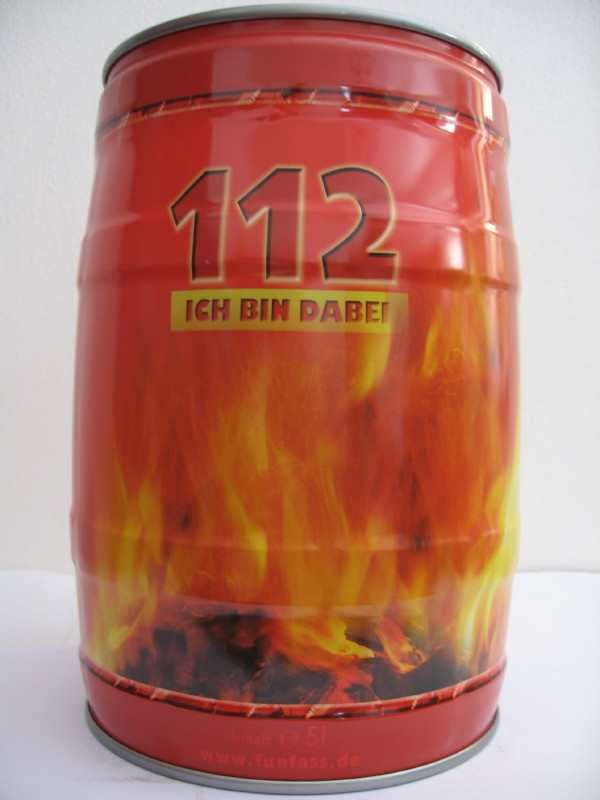 112
ICH BIN DABEI
Inhalt ℮ 5l
www.funfass.de